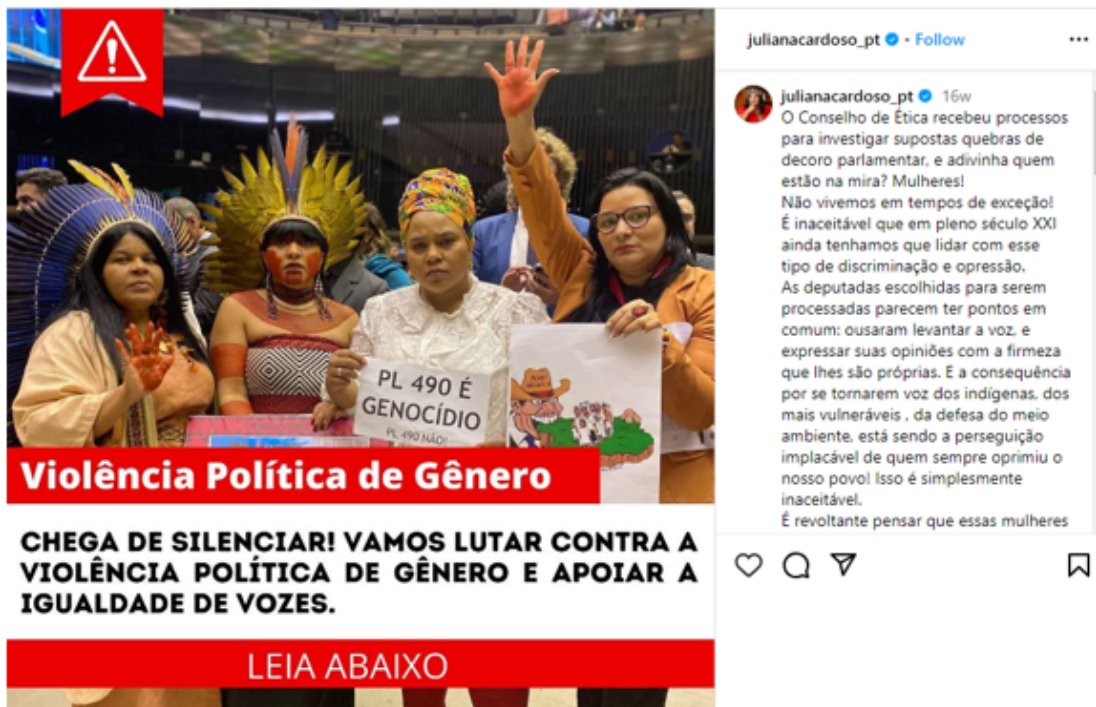 PL 490 É
GENOCÍDIO
PL 490 NÃO!
Violência Política de Gênero
CHEGA DE SILENCIAR! VAMOS LUTAR CONTRA A
VIOLÊNCIA POLÍTICA DE GÊNERO E APOIAR A
IGUALDADE DE VOZES.
LEIA ABAIXO
julianacardoso_pt • Follow
julianacardoso_pt 16w
O Conselho de Ética recebeu processos
para investigar supostas quebras de
decoro parlamentar, e adivinha quem
estão na mira? Mulheres!
Não vivemos em tempos de exceção!
É inaceitável que em pleno século XXI
ainda tenhamos que lidar com esse
tipo de discriminação e opressão.
As deputadas escolhidas para serem
processadas parecem ter pontos em
comum: ousaram levantar a voz, e
expressar suas opiniões com a firmeza
que lhes são próprias. E a consequência
por se tornarem voz dos indígenas, dos
mais vulneráveis , da defesa do meio
ambiente, está sendo a perseguição
implacável de quem sempre oprimiu o
nosso povo! Isso é simplesmente
inaceitável.
É revoltante pensar que essas mulheres